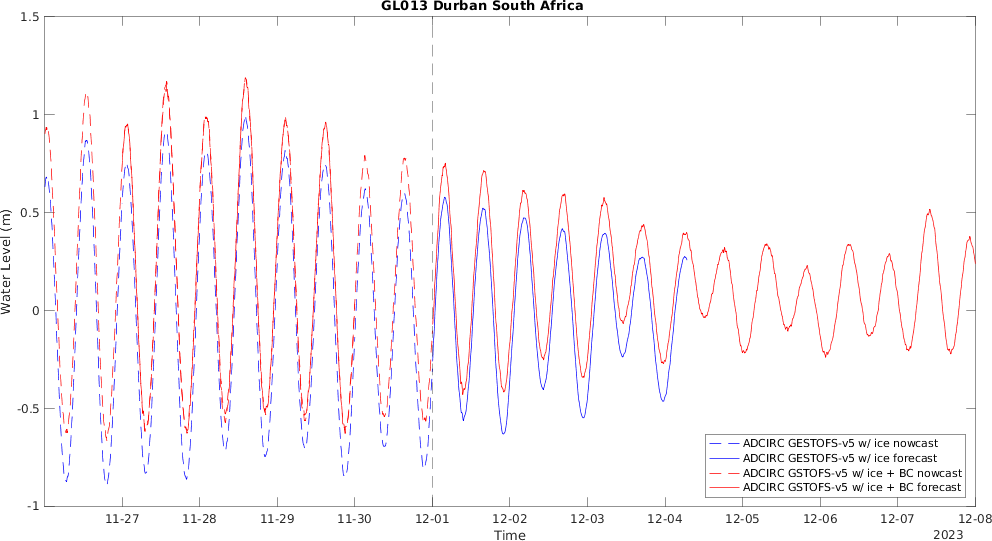 GL013 Durban South Africa
1.5
1
0.5
0
-0.5
-1
Water Level (m)
11-27 11-28 11-29 11-30 12-01 12-02 12-03 12-04 12-05 12-06 12-07 12-08
Time
2023
ADCIRC GESTOFS-v5 w/ ice nowcast
ADCIRC GESTOFS-v5 w/ ice forecast
ADCIRC GSTOFS-v5 w/ ice + BC nowcast
ADCIRC GSTOFS-v5 w/ ice + BC forecast